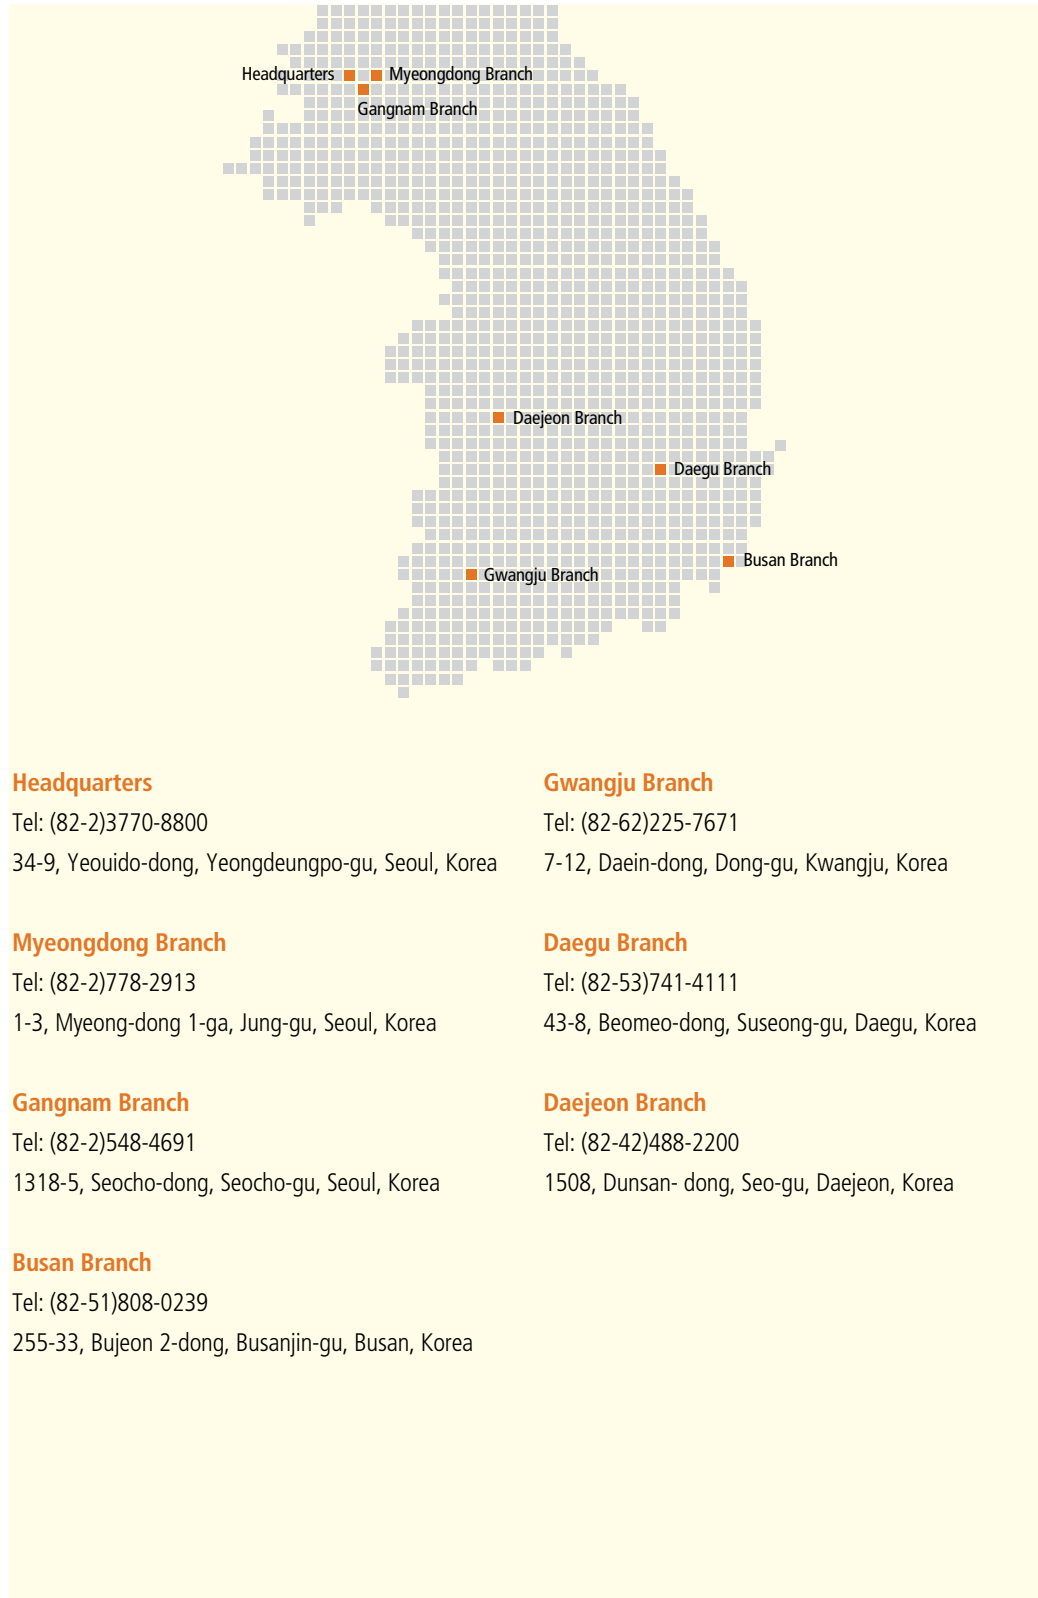 Headquarters
Myeongdong Branch
Gangnam Branch
Daejeon Branch
Daegu Branch
Busan Branch
Gwangju Branch
Headquarters
Tel: (82-2)3770-8800
34-9, Yeouido-dong, Yeongdeungpo-gu, Seoul, Korea
Myeongdong Branch
Tel: (82-2)778-2913
1-3, Myeong-dong 1-ga, Jung-gu, Seoul, Korea
Gangnam Branch
Tel: (82-2)548-4691
1318-5, Seocho-dong, Seocho-gu, Seoul, Korea
Busan Branch
Tel: (82-51)808-0239
255-33, Bujeon 2-dong, Busanjin-gu, Busan, Korea
Gwangju Branch
Tel: (82-62)225-7671
7-12, Daein-dong, Dong-gu, Kwangju, Korea
Daegu Branch
Tel: (82-53)741-4111
43-8, Beomeo-dong, Suseong-gu, Daegu, Korea
Daejeon Branch
Tel: (82-42)488-2200
1508, Dunsan- dong, Seo-gu, Daejeon, Korea